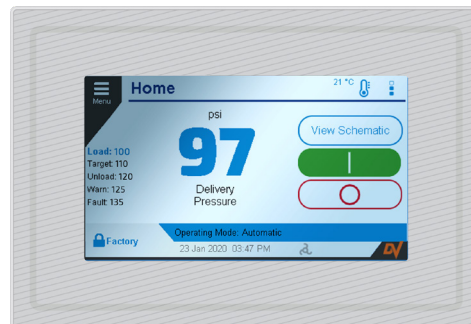 Menu
Home
21 °C
psi
97
Delivery
Pressure
View Schematic
Load: 100
Target: 110
Unload: 120
Warn: 125
Fault: 135
Factory
Operating Mode: Automatic
23 Jan 2020 03:47 PM
DV